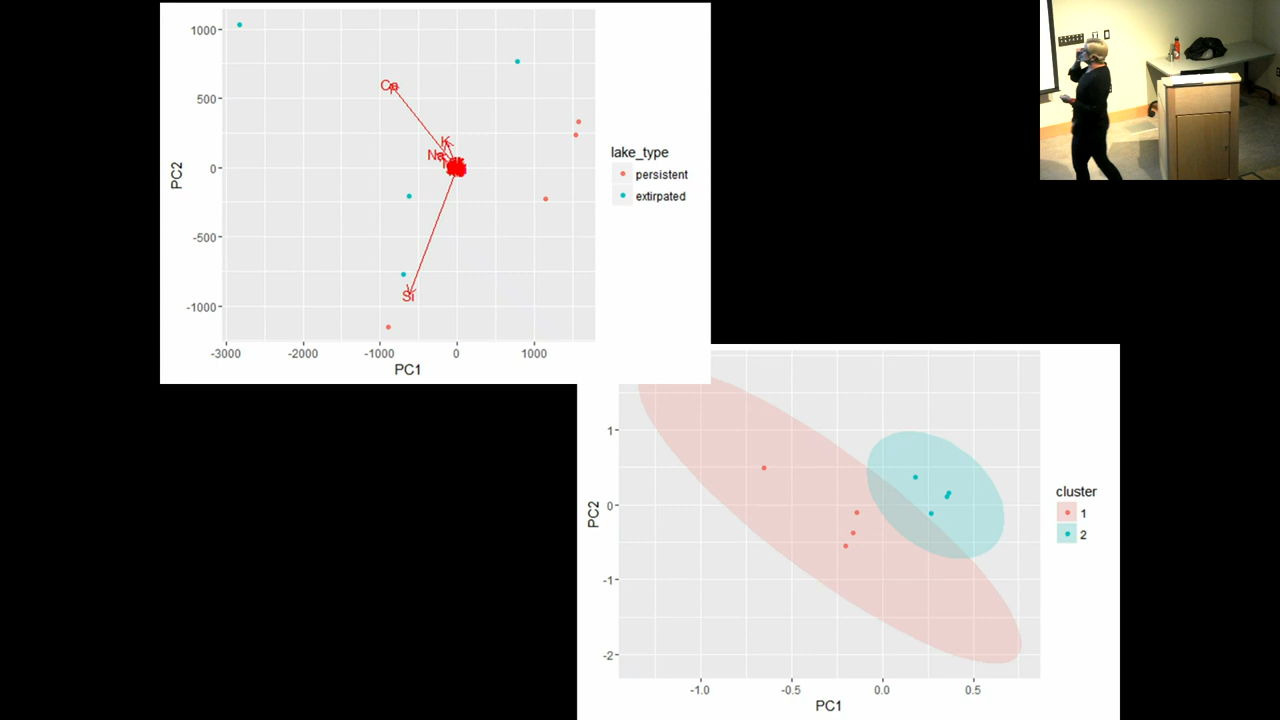 1000
500
0
-500
-1000
PC2
-3000
-2000
-1000
0
1000
PC1
Ca
K
Na
Si
lake_type
persistent
extirpated
1
0
-1
-2
PC2
-1.0
-0.5
0.0
0.5
PC1
cluster
1
2